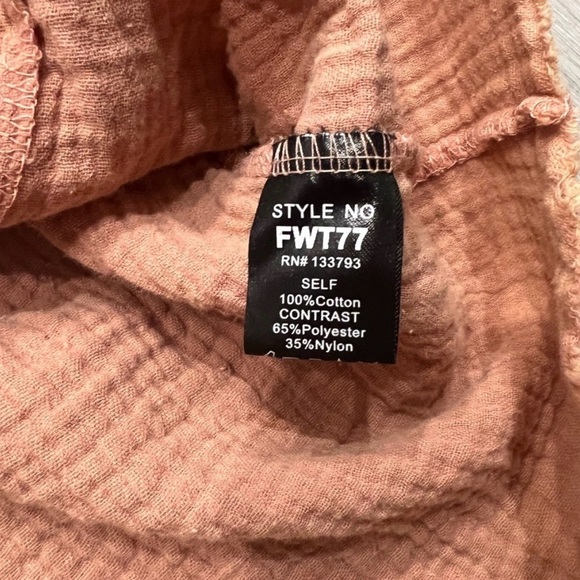 STYLE NO
FWT77
RN# 133793
SELF
100%Cotton
CONTRAST
65%Polyester
35%Nylon